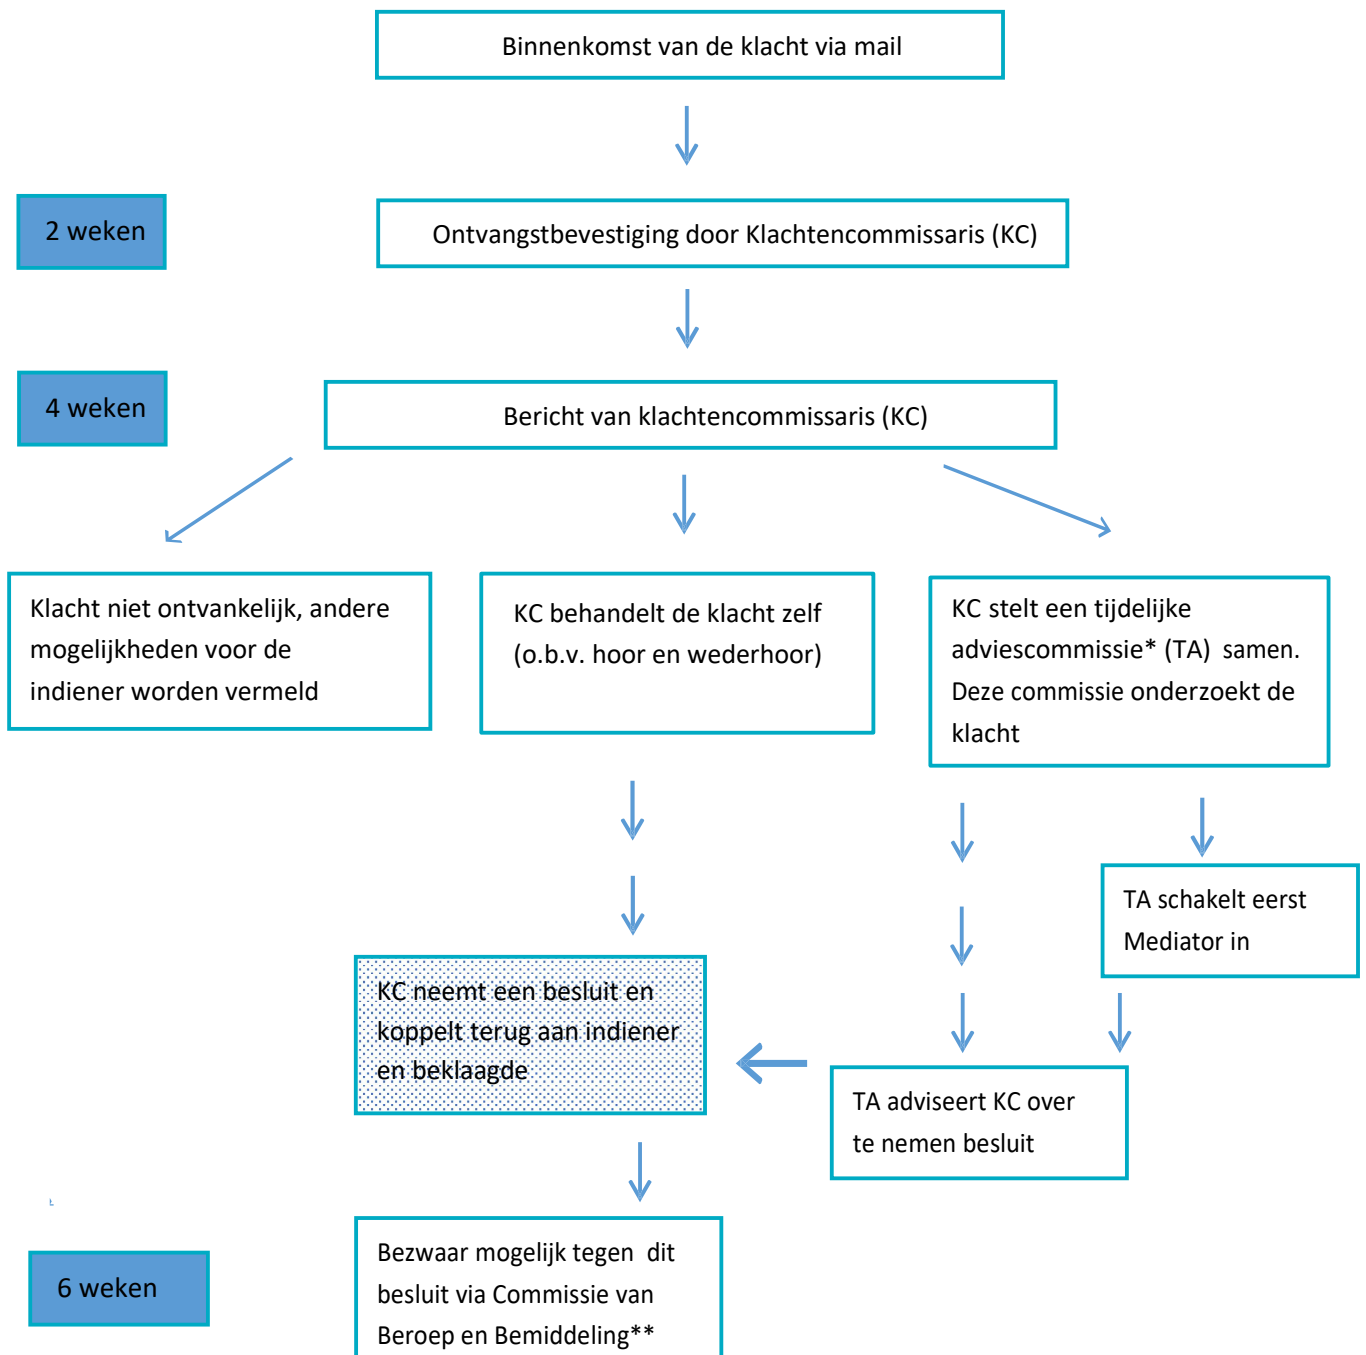 Binnenkomst van de klacht via mail
2 weken
Ontvangstbevestiging door Klachtencommissaris (KC)
4 weken
Bericht van klachtencommissaris (KC)
Klacht niet ontvankelijk, andere
mogelijkheden voor de
indiener worden vermeld
KC behandelt de klacht zelf
(o.b.v. hoor en wederhoor)
KC stelt een tijdelijke
adviescommissie* (TA) samen.
Deze commissie onderzoekt de
klacht
TA schakelt eerst
Mediator in
KC neemt een besluit en
koppelt terug aan indiener
en beklaagde
TA adviseert KC over
te nemen besluit
6 weken
Bezwaar mogelijk tegen dit
besluit via Commissie van
Beroep en Bemiddeling**